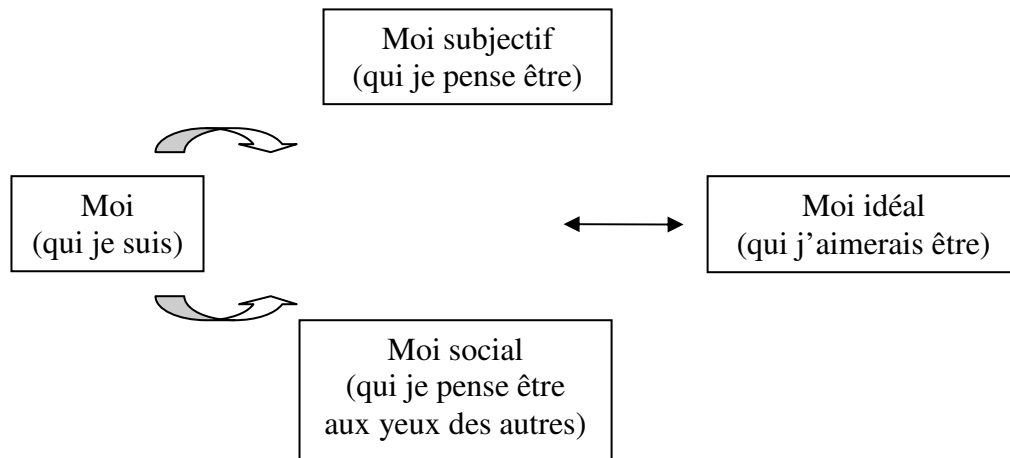 Moi subjectif
(qui je pense être)
Moi
(qui je suis)
Moi idéal
(qui j’aimerais être)
Moi social
(qui je pense être
aux yeux des autres)